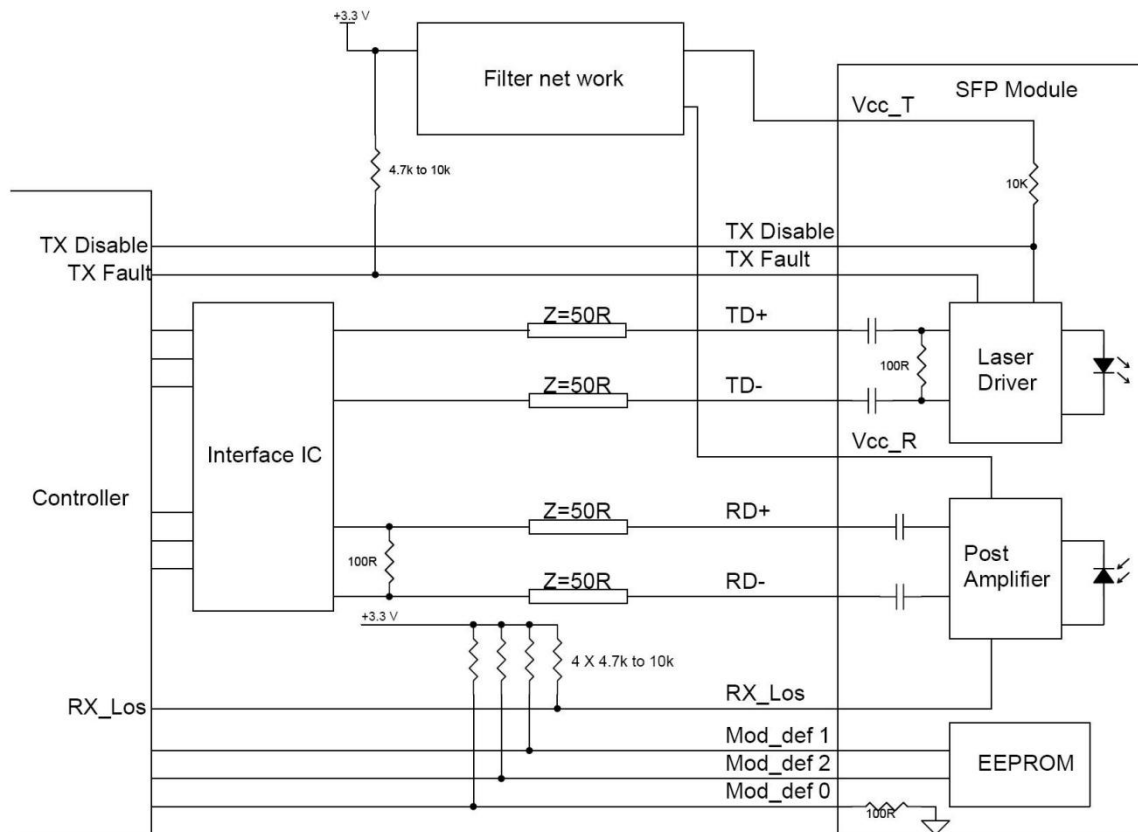 +3.3 V
Filter net work
SFP Module
Vcc_T
4.7k to 10k
10K
TX Disable
TX Disable
TX Fault
TX Fault
Z=50R
TD+
100R
Laser
Driver
Z=50R
TD-
Interface IC
Vcc_R
Controller
Z=50R
RD+
100R
Post
Amplifier
Z=50R
RD-
+3.3 V
4 X 4.7k to 10k
RX_Los
RX_Los
Mod_def 1
Mod_def 2
EEPROM
Mod_def 0
100R